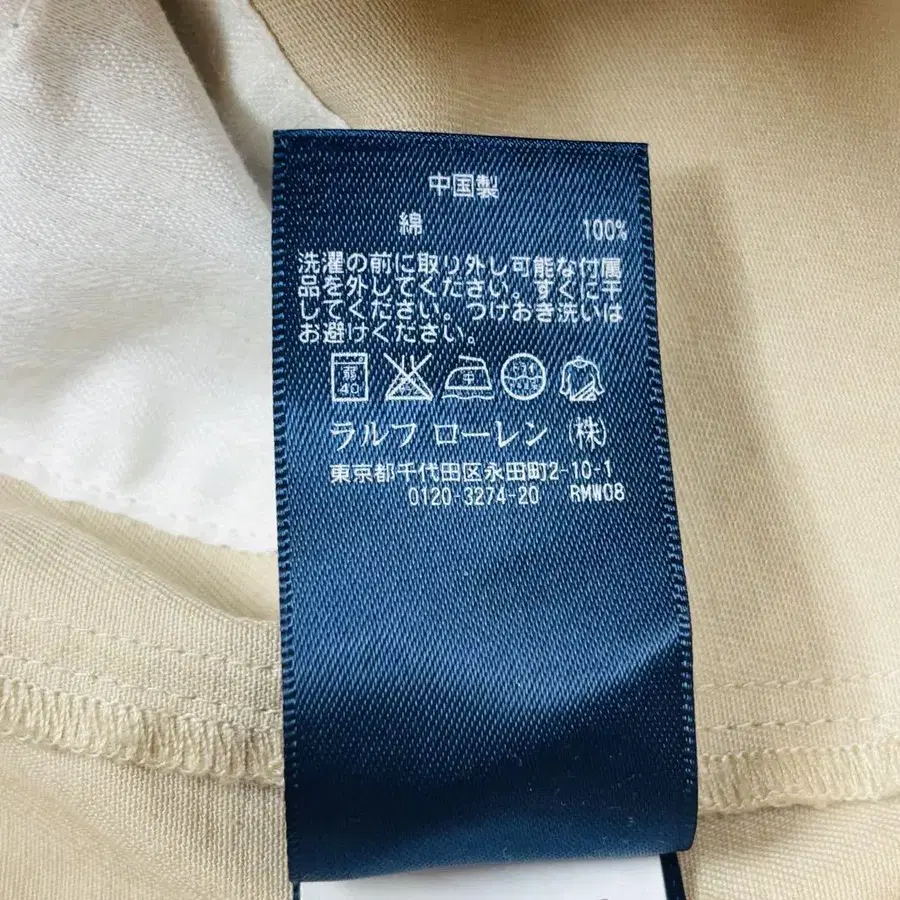 中国製
綿 100%
洗濯の前に取り外し可能な付属
品を外してください。すぐに干
してください。つけおき洗いは
お避けください。
弱
40
中
ラルフ ローレン (株)
東京都千代田区永田町2-10-1
0120-3274-20 RMW08